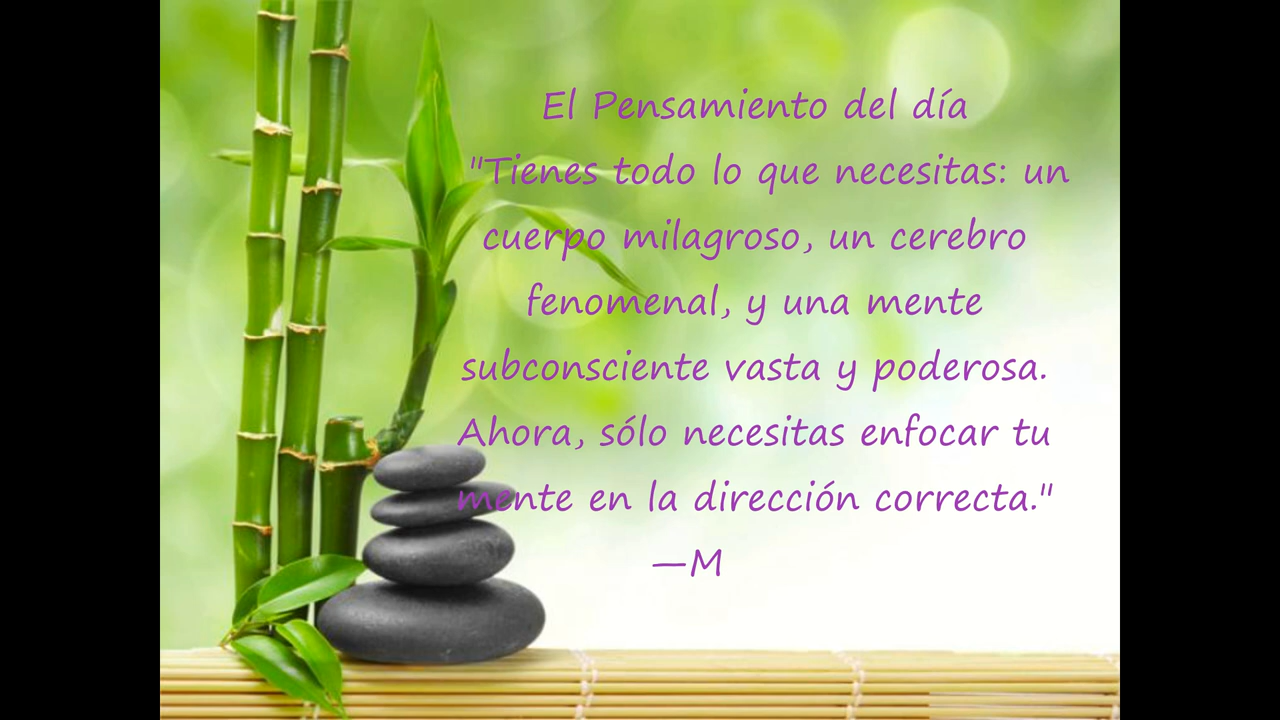 El Pensamiento del día
"Tienes todo lo que necesitas: un
cuerpo milagroso, un cerebro
fenomenal, y una mente
subconsciente vasta y poderosa.
Ahora, sólo necesitas enfocar tu
mente en la dirección correcta."
—M